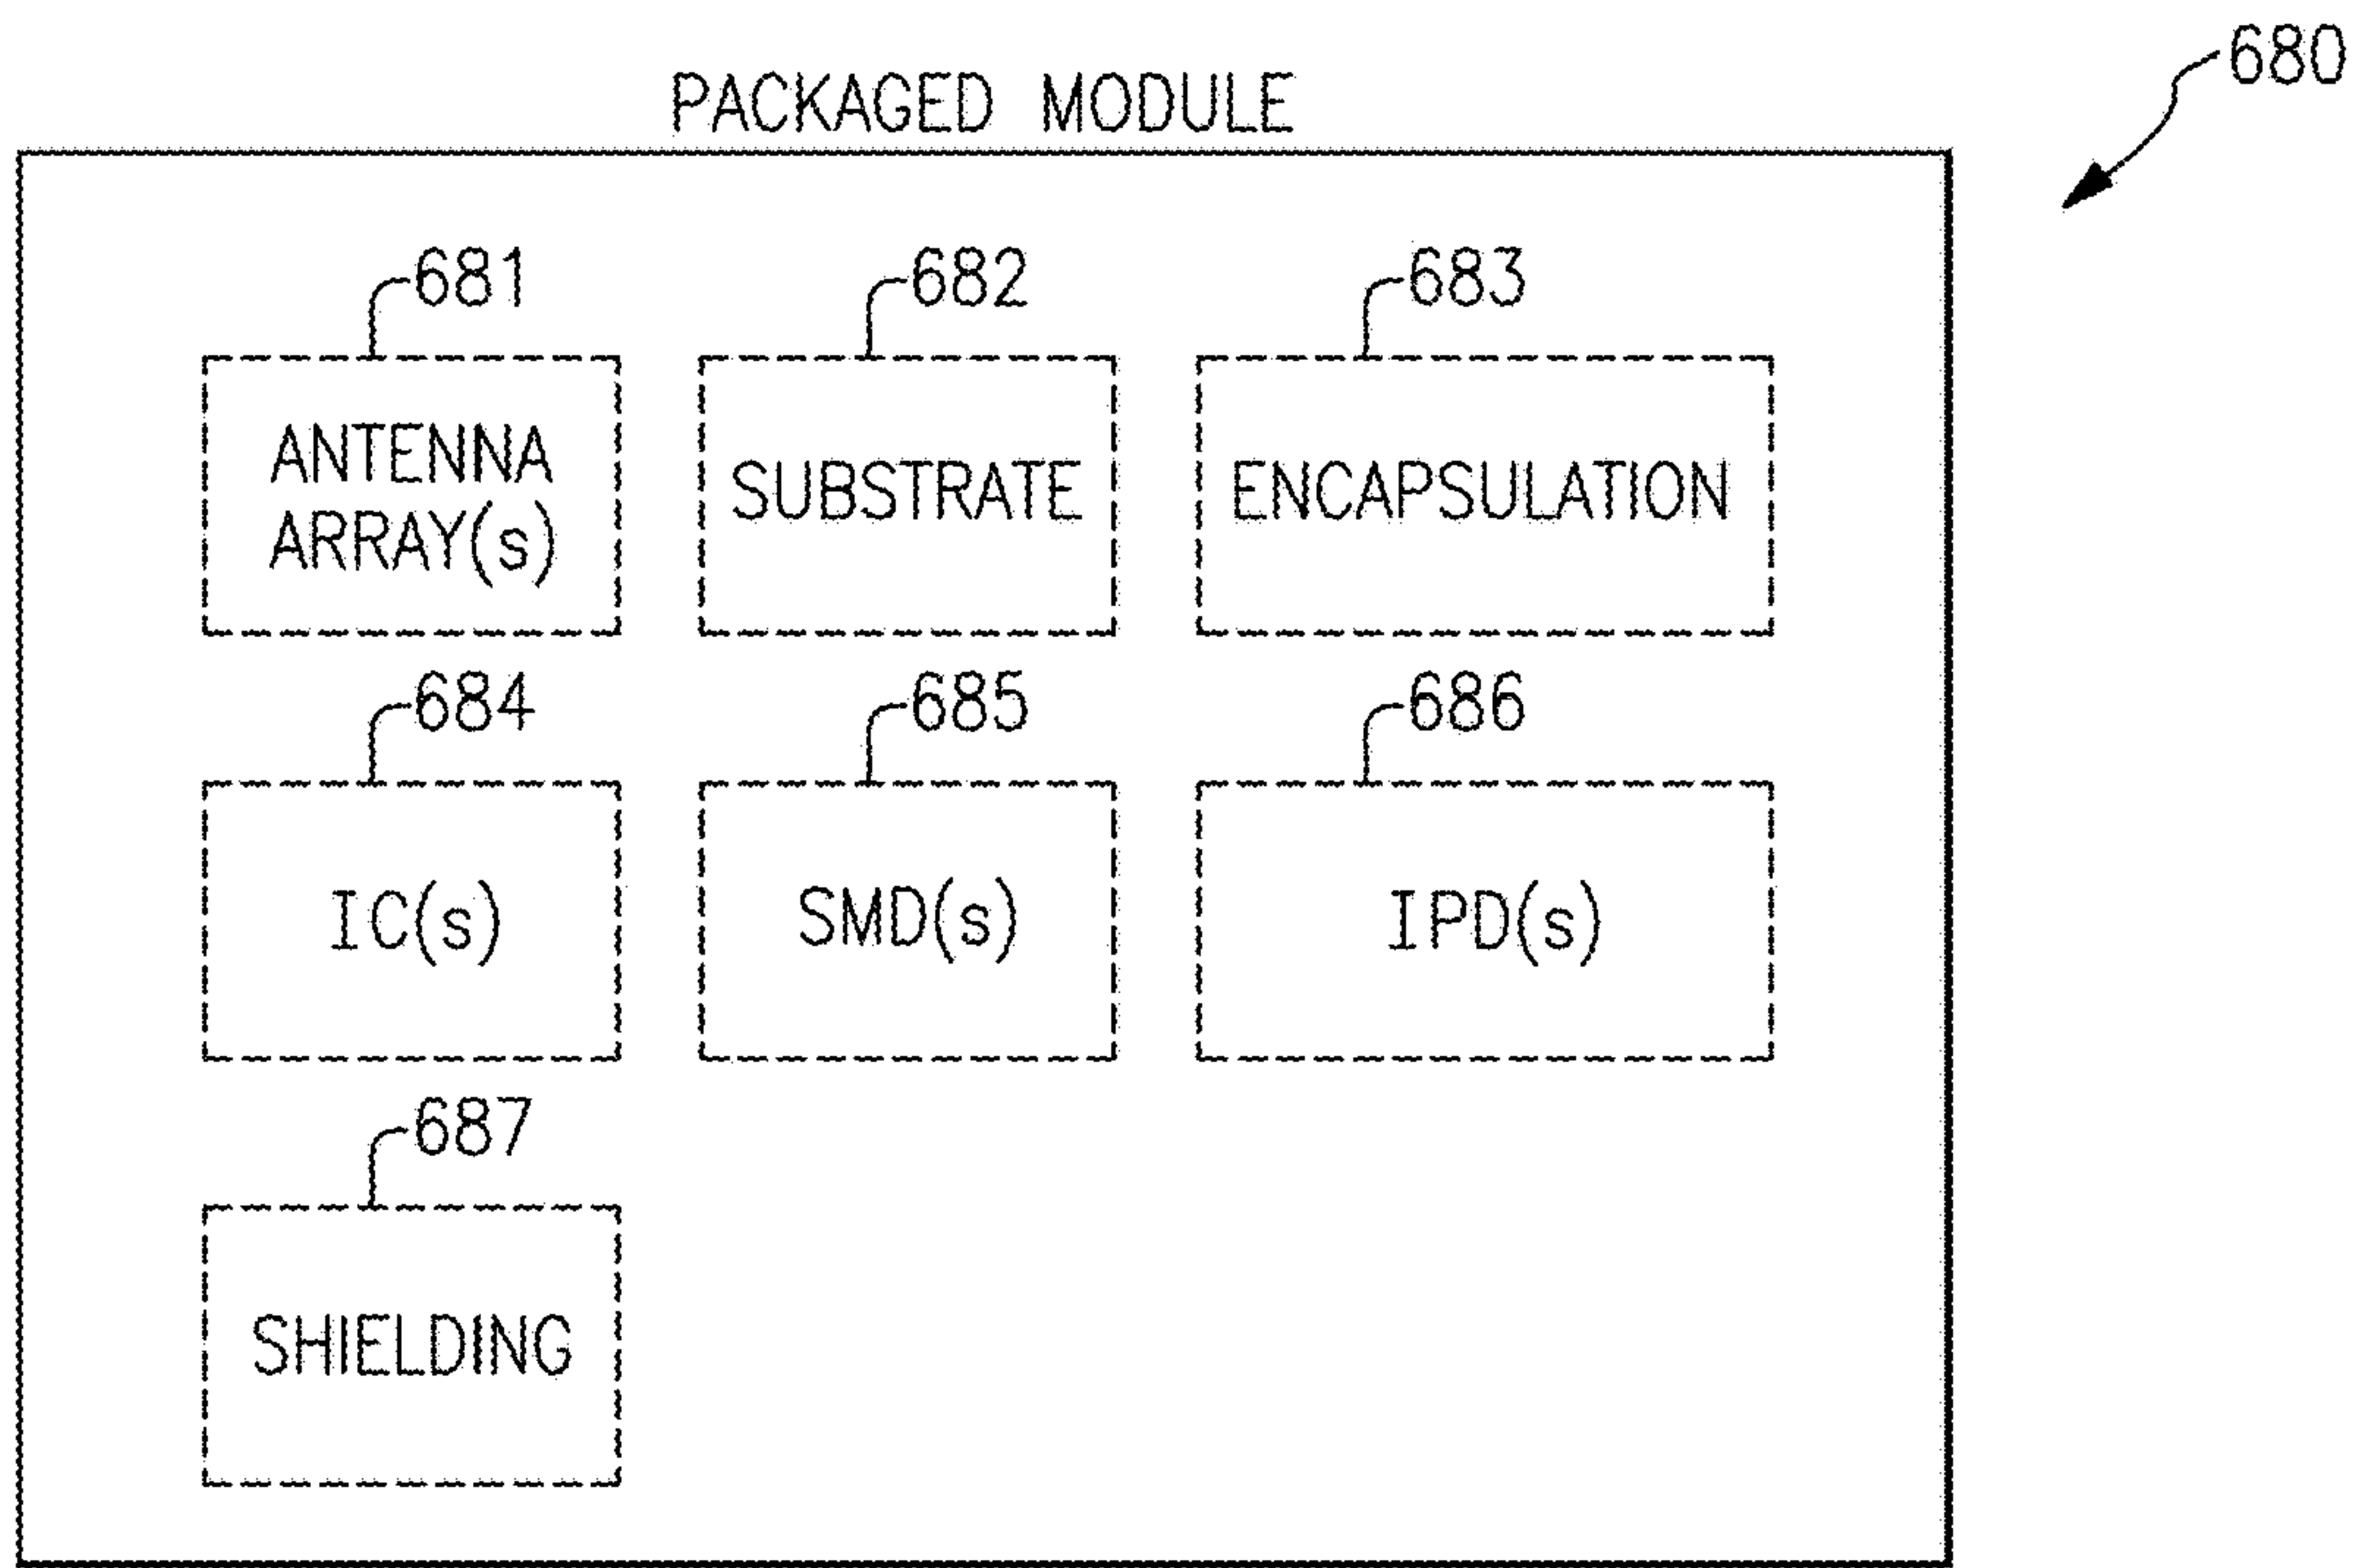 680
PACKAGED MODULE
681
682
683
ANTENNA
ARRAY(s)
SUBSTRATE
ENCAPSULATION
684
685
686
IC(s)
SMD(s)
IPD(s)
687
SHIELDING